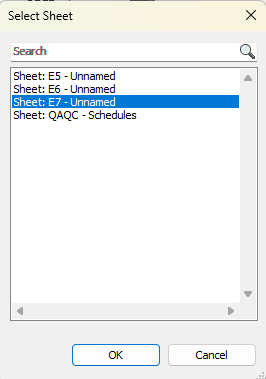 Select Sheet
Search
Sheet: E5 - Unnamed
Sheet: E6 - Unnamed
Sheet: E7 - Unnamed
Sheet: QAQC - Schedules
OK
Cancel